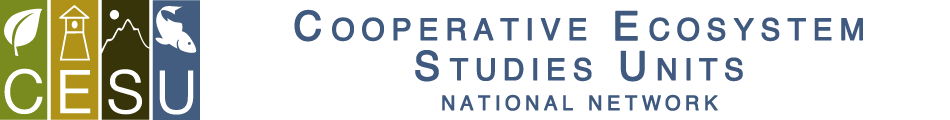 CESU
COOPERATIVE ECOSYSTEM
STUDIES UNITS
NATIONAL NETWORK